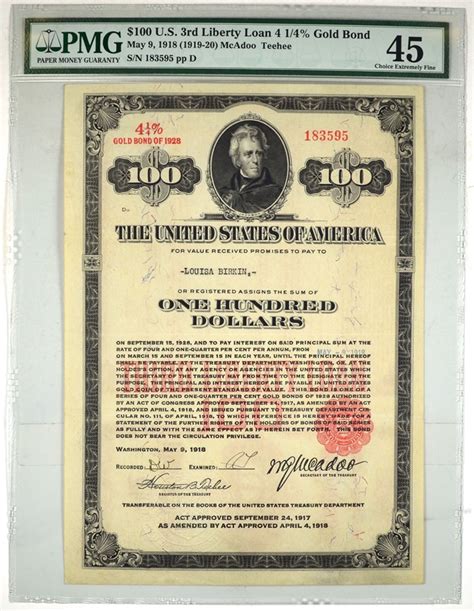 PMG
PAPER MONEY GUARANTY
$100 U.S. 3rd Liberty Loan 4 1/4% Gold Bond
May 9, 1918 (1919-20) McAdoo Teehee
S/N 183595 pp D
45
Choice Extremely Fine
4¼%
GOLD BOND OF 1928
183595
100
100
THE UNITED STATES OF AMERICA
FOR VALUE RECEIVED PROMISES TO PAY TO
-LOUISA BIRKIN,-
OR REGISTERED ASSIGNS THE SUM OF
ONE HUNDRED
DOLLARS
ON SEPTEMBER 15, 1928, AND TO PAY INTEREST ON SAID PRINCIPAL SUM AT THE
RATE OF FOUR AND ONE-QUARTER PER CENT PER ANNUM, FROM
ON MARCH 15 AND SEPTEMBER 15 IN EACH YEAR, UNTIL THE PRINCIPAL HEREOF
SHALL BE PAYABLE, AT THE TREASURY DEPARTMENT, WASHINGTON, OR, AT THE
HOLDER'S OPTION, AT ANY AGENCY OR AGENCIES IN THE UNITED STATES WHICH
THE SECRETARY OF THE TREASURY MAY FROM TIME TO TIME DESIGNATE FOR THE
PURPOSE. THE PRINCIPAL AND INTEREST HEREOF ARE PAYABLE IN UNITED STATES
GOLD COIN OF THE PRESENT STANDARD OF VALUE. THIS BOND IS ONE OF A
SERIES OF FOUR AND ONE-QUARTER PER CENT GOLD BONDS OF 1928 AUTHORIZED
BY AN ACT OF CONGRESS APPROVED SEPTEMBER 24, 1917, AS AMENDED BY ACT
APPROVED APRIL 4, 1918, AND ISSUED PURSUANT TO TREASURY DEPARTMENT CIR-
CULAR NO. 111, OF APRIL 5, 1918, TO WHICH REFERENCE IS HEREBY MADE FOR A
STATEMENT OF THE FURTHER RIGHTS OF HOLDERS OF BONDS OF SAID SERIES
AS FULLY AND WITH THE SAME EFFECT AS IF HEREIN SET FORTH. THIS BOND
DOES NOT BEAR THE CIRCULATION PRIVILEGE.
WASHINGTON, MAY 9, 1918
RECORDED: EXAMINED:
W G McAdoo
SECRETARY OF THE TREASURY
Houston B. Teehee
REGISTER OF THE TREASURY
TRANSFERABLE ON THE BOOKS OF THE UNITED STATES TREASURY DEPARTMENT
ACT APPROVED SEPTEMBER 24, 1917
AS AMENDED BY ACT APPROVED APRIL 4, 1918